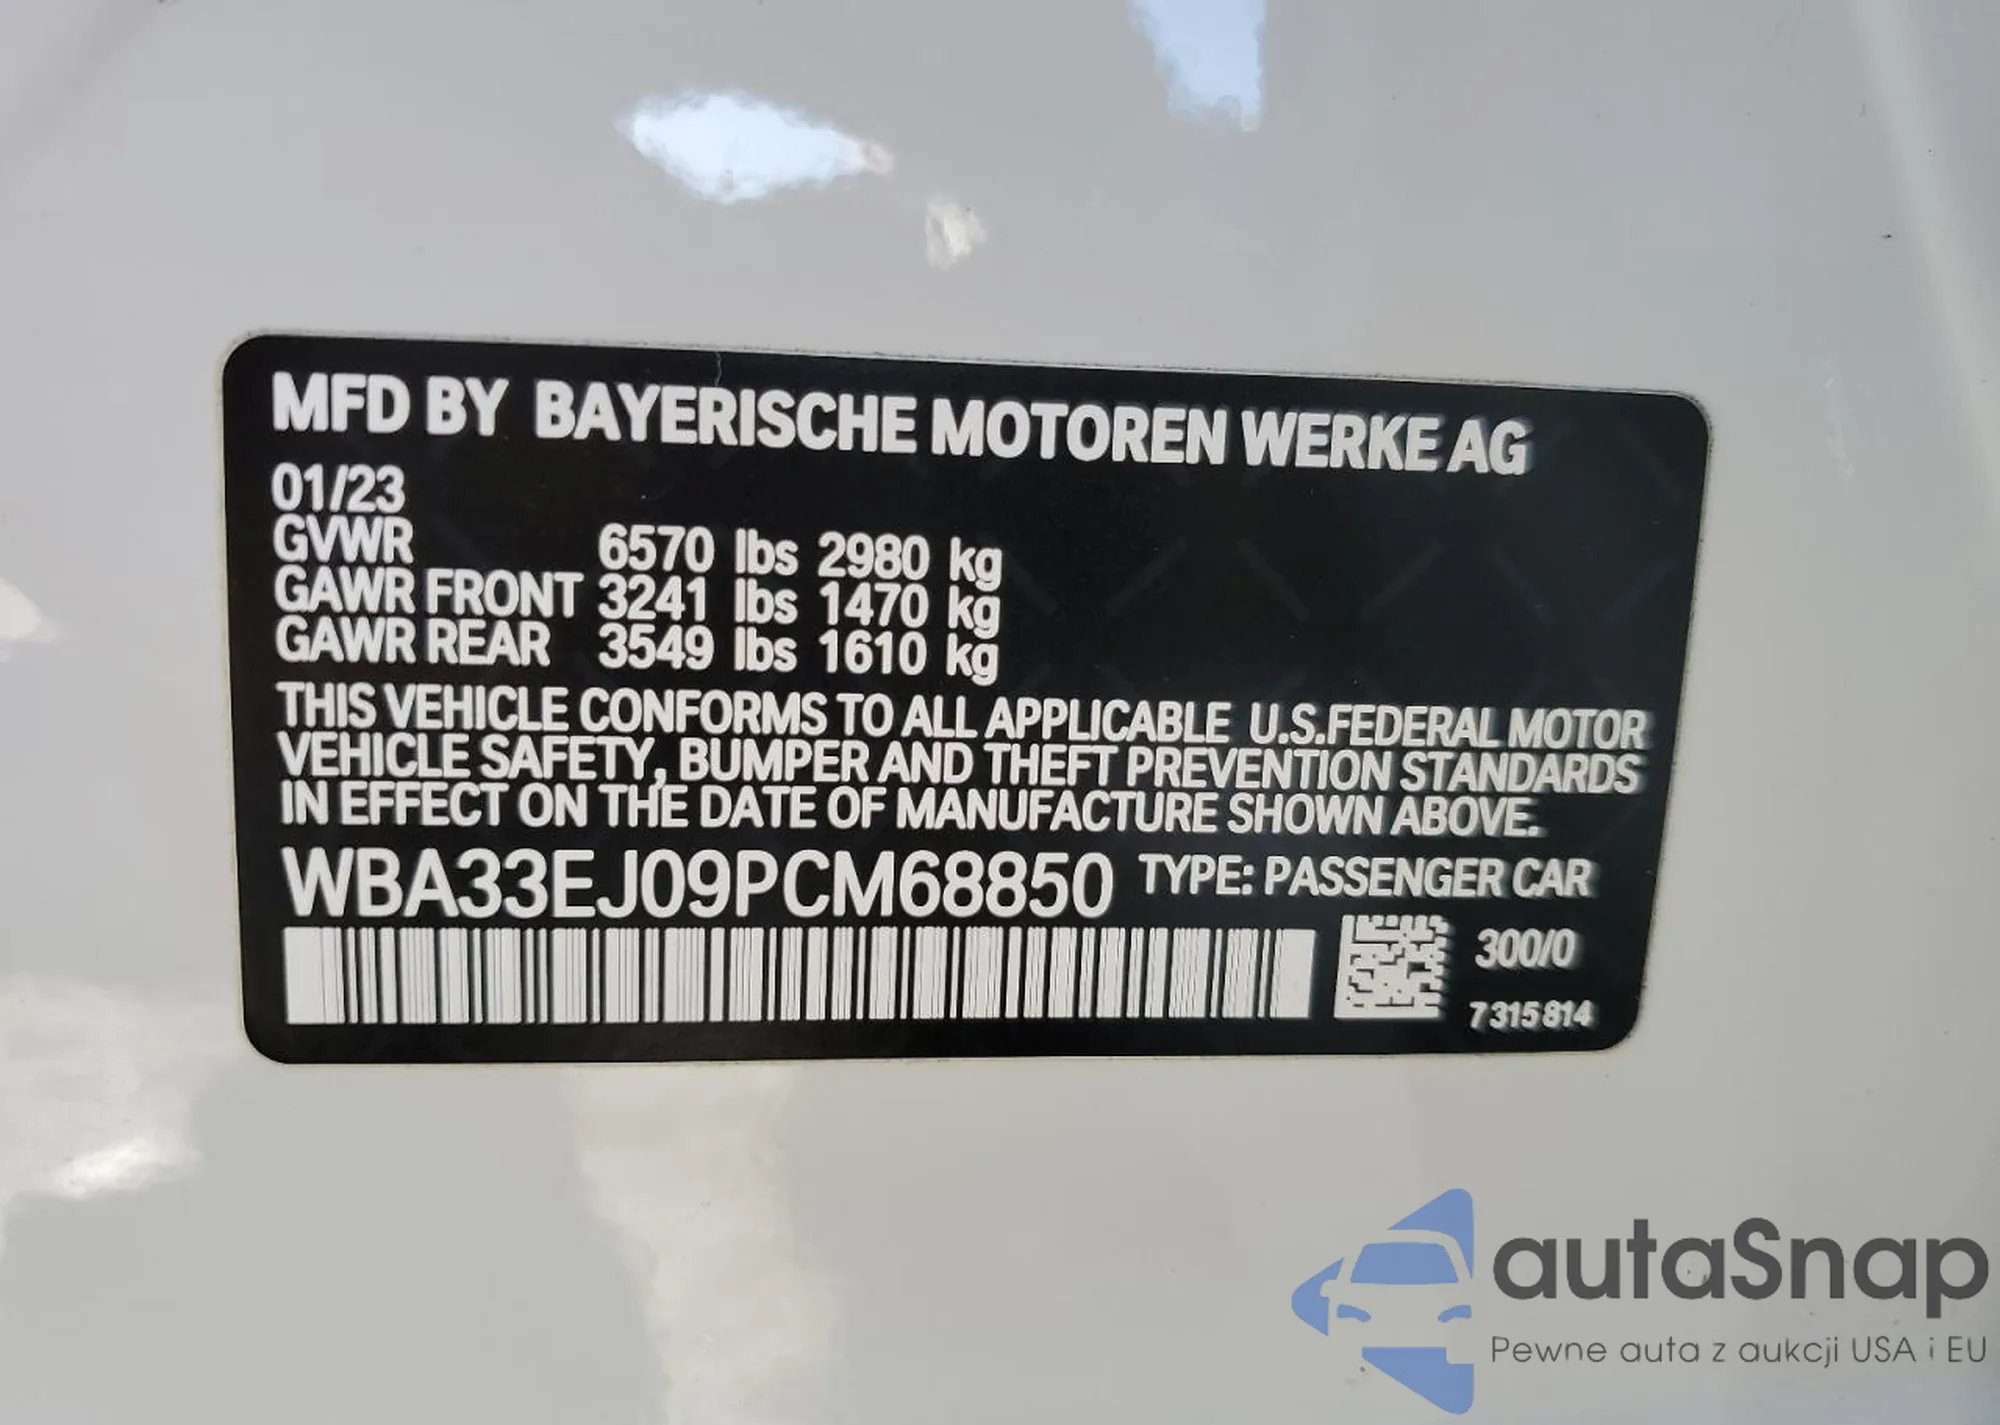 MFD BY BAYERISCHE MOTOREN WERKE AG
01/23
GVWR 6570 lbs 2980 kg
GAWR FRONT 3241 lbs 1470 kg
GAWR REAR 3549 lbs 1610 kg
THIS VEHICLE CONFORMS TO ALL APPLICABLE U.S.FEDERAL MOTOR
VEHICLE SAFETY, BUMPER AND THEFT PREVENTION STANDARDS
IN EFFECT ON THE DATE OF MANUFACTURE SHOWN ABOVE.
WBA33EJ09PCM68850 TYPE: PASSENGER CAR
300/0
7 315 814
autaSnap
Pewne auta z aukcji USA i EU